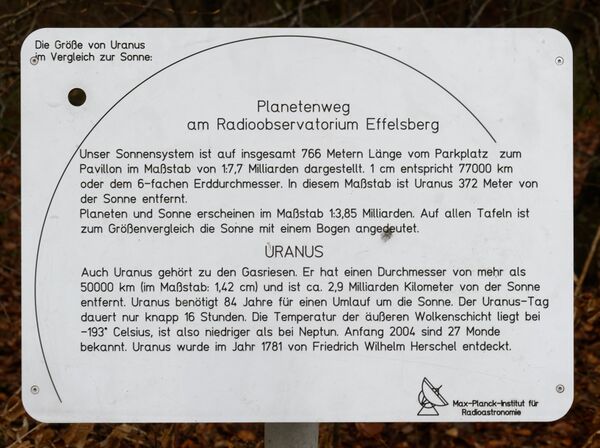 Die Größe von Uranus
im Vergleich zur Sonne:
Planetenweg
am Radioobservatorium Effelsberg
Unser Sonnensystem ist auf insgesamt 766 Metern Länge vom Parkplatz zum
Pavillon im Maßstab von 1:7,7 Milliarden dargestellt. 1 cm entspricht 77000 km
oder dem 6-fachen Erddurchmesser. In diesem Maßstab ist Uranus 372 Meter von
der Sonne entfernt.
Planeten und Sonne erscheinen im Maßstab 1:3,85 Milliarden. Auf allen Tafeln ist
zum Größenvergleich die Sonne mit einem Bogen angedeutet.
URANUS
Auch Uranus gehört zu den Gasriesen. Er hat einen Durchmesser von mehr als
50000 km (im Maßstab: 1,42 cm) und ist ca. 2,9 Milliarden Kilometer von der Sonne
entfernt. Uranus benötigt 84 Jahre für einen Umlauf um die Sonne. Der Uranus-Tag
dauert nur knapp 16 Stunden. Die Temperatur der äußeren Wolkenschicht liegt bei
-193° Celsius, ist also niedriger als bei Neptun. Anfang 2004 sind 27 Monde
bekannt. Uranus wurde im Jahr 1781 von Friedrich Wilhelm Herschel entdeckt.
Max-Planck-Institut für
Radioastronomie